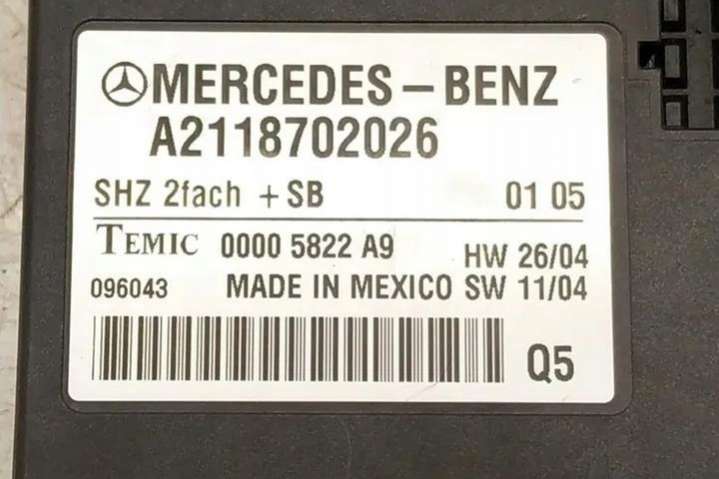 MERCEDES – BENZ
A2118702026
SHZ 2fach + SB 01 05
TEMIC 0000 5822 A9 HW 26/04
096043 MADE IN MEXICO SW 11/04
Q5